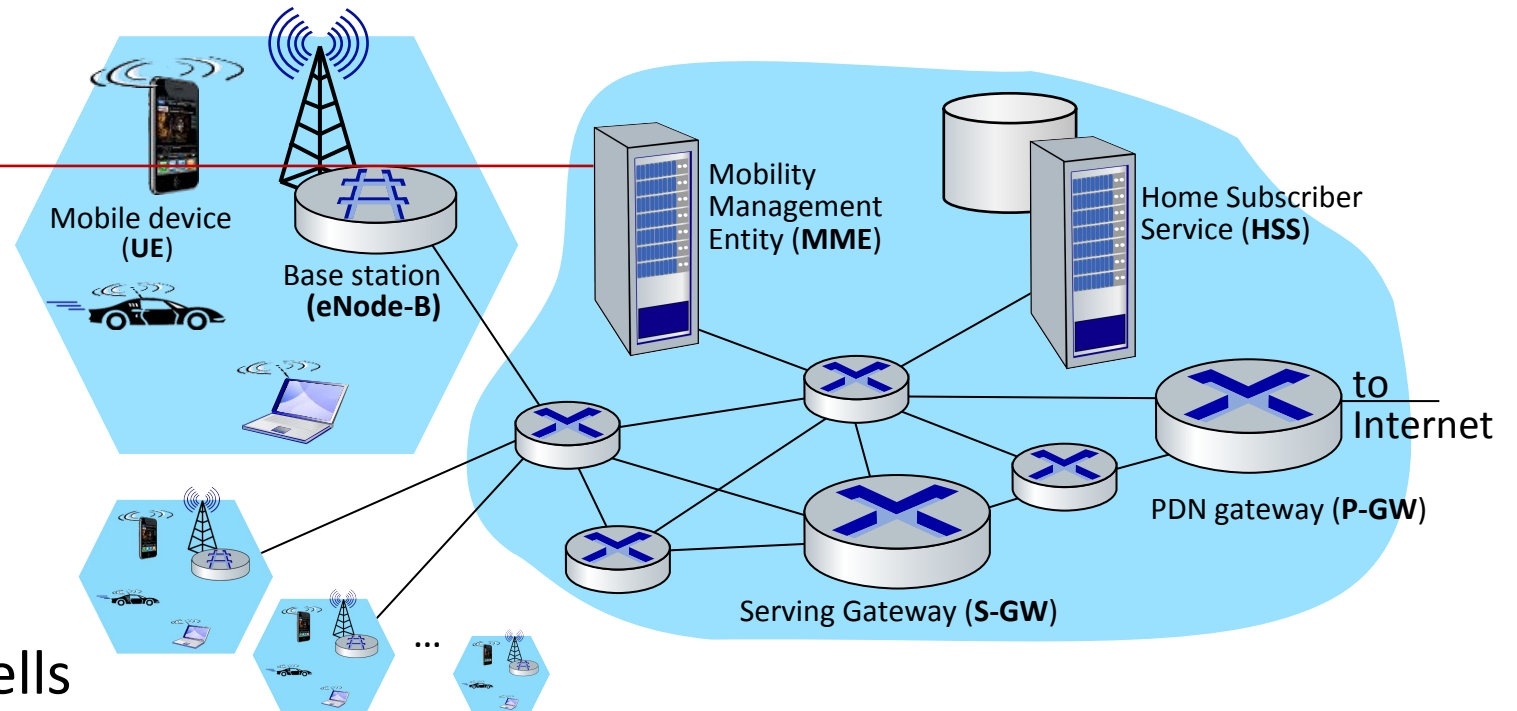 Mobile device
(UE)
Base station
(eNode-B)
Mobility
Management
Entity (MME)
Home Subscriber
Service (HSS)
to
Internet
PDN gateway (P-GW)
Serving Gateway (S-GW)
...
ells